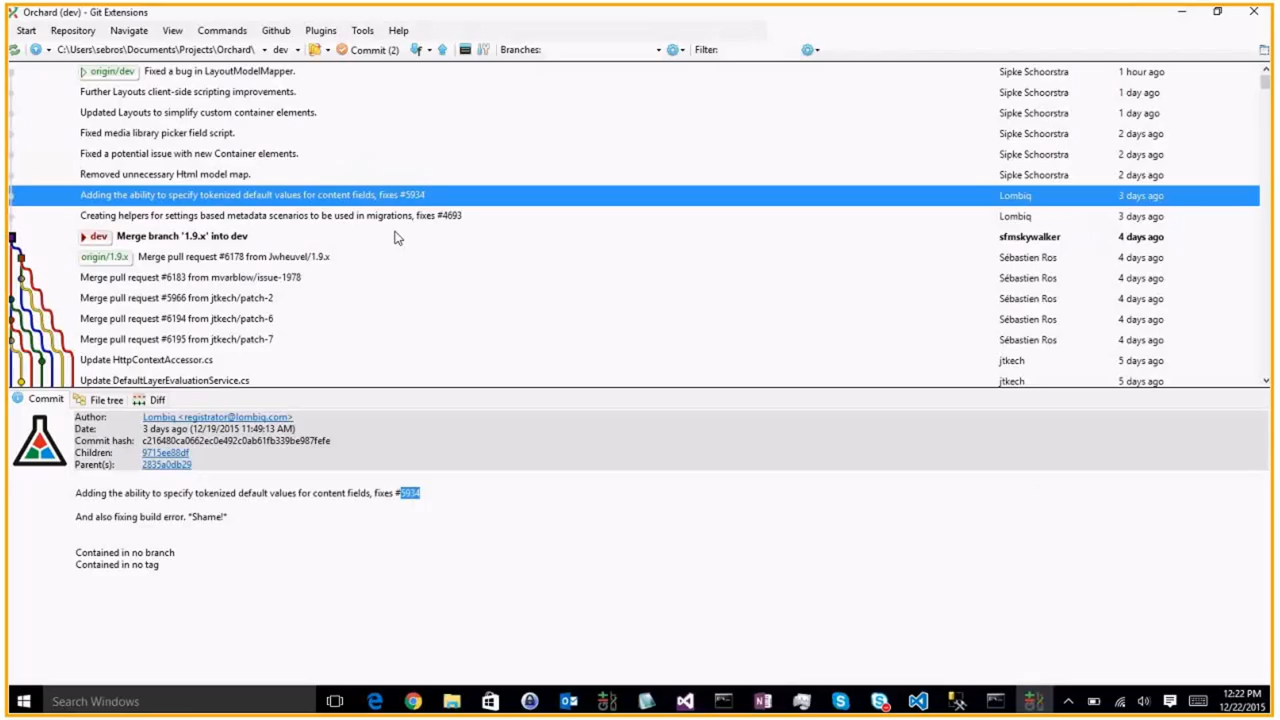 Orchard (dev) - Git Extensions
Start Repository Navigate View Commands Github Plugins Tools Help
C:\Users\sebros\Documents\Projects\Orchard\ dev Commit (2) Branches: Filter:
origin/dev Fixed a bug in LayoutModelMapper. Sipke Schoorstra 1 hour ago
Further Layouts client-side scripting improvements. Sipke Schoorstra 1 day ago
Updated Layouts to simplify custom container elements. Sipke Schoorstra 1 day ago
Fixed media library picker field script. Sipke Schoorstra 2 days ago
Fixed a potential issue with new Container elements. Sipke Schoorstra 2 days ago
Removed unnecessary Html model map. Sipke Schoorstra 2 days ago
Adding the ability to specify tokenized default values for content fields, fixes #5934 Lombiq 3 days ago
Creating helpers for settings based metadata scenarios to be used in migrations, fixes #4693 Lombiq 3 days ago
dev Merge branch '1.9.x' into dev sfmskywalker 4 days ago
origin/1.9.x Merge pull request #6178 from Jwheuvel/1.9.x Sébastien Ros 4 days ago
Merge pull request #6183 from mvarblow/issue-1978 Sébastien Ros 4 days ago
Merge pull request #5966 from jtkech/patch-2 Sébastien Ros 4 days ago
Merge pull request #6194 from jtkech/patch-6 Sébastien Ros 4 days ago
Merge pull request #6195 from jtkech/patch-7 Sébastien Ros 4 days ago
Update HttpContextAccessor.cs jtkech 5 days ago
Update DefaultLayerEvaluationService.cs jtkech 5 days ago
Commit File tree Diff
Author: Lombiq <registrator@lombiq.com>
Date: 3 days ago (12/19/2015 11:49:13 AM)
Commit hash: c216480ca0662ec0e492c0ab61fb339be987fefe
Children: 9715ee88df
Parent(s): 2835a0db29
Adding the ability to specify tokenized default values for content fields, fixes #5934
And also fixing build error. *Shame!*
Contained in no branch
Contained in no tag
Search Windows
12:22 PM
12/22/2015